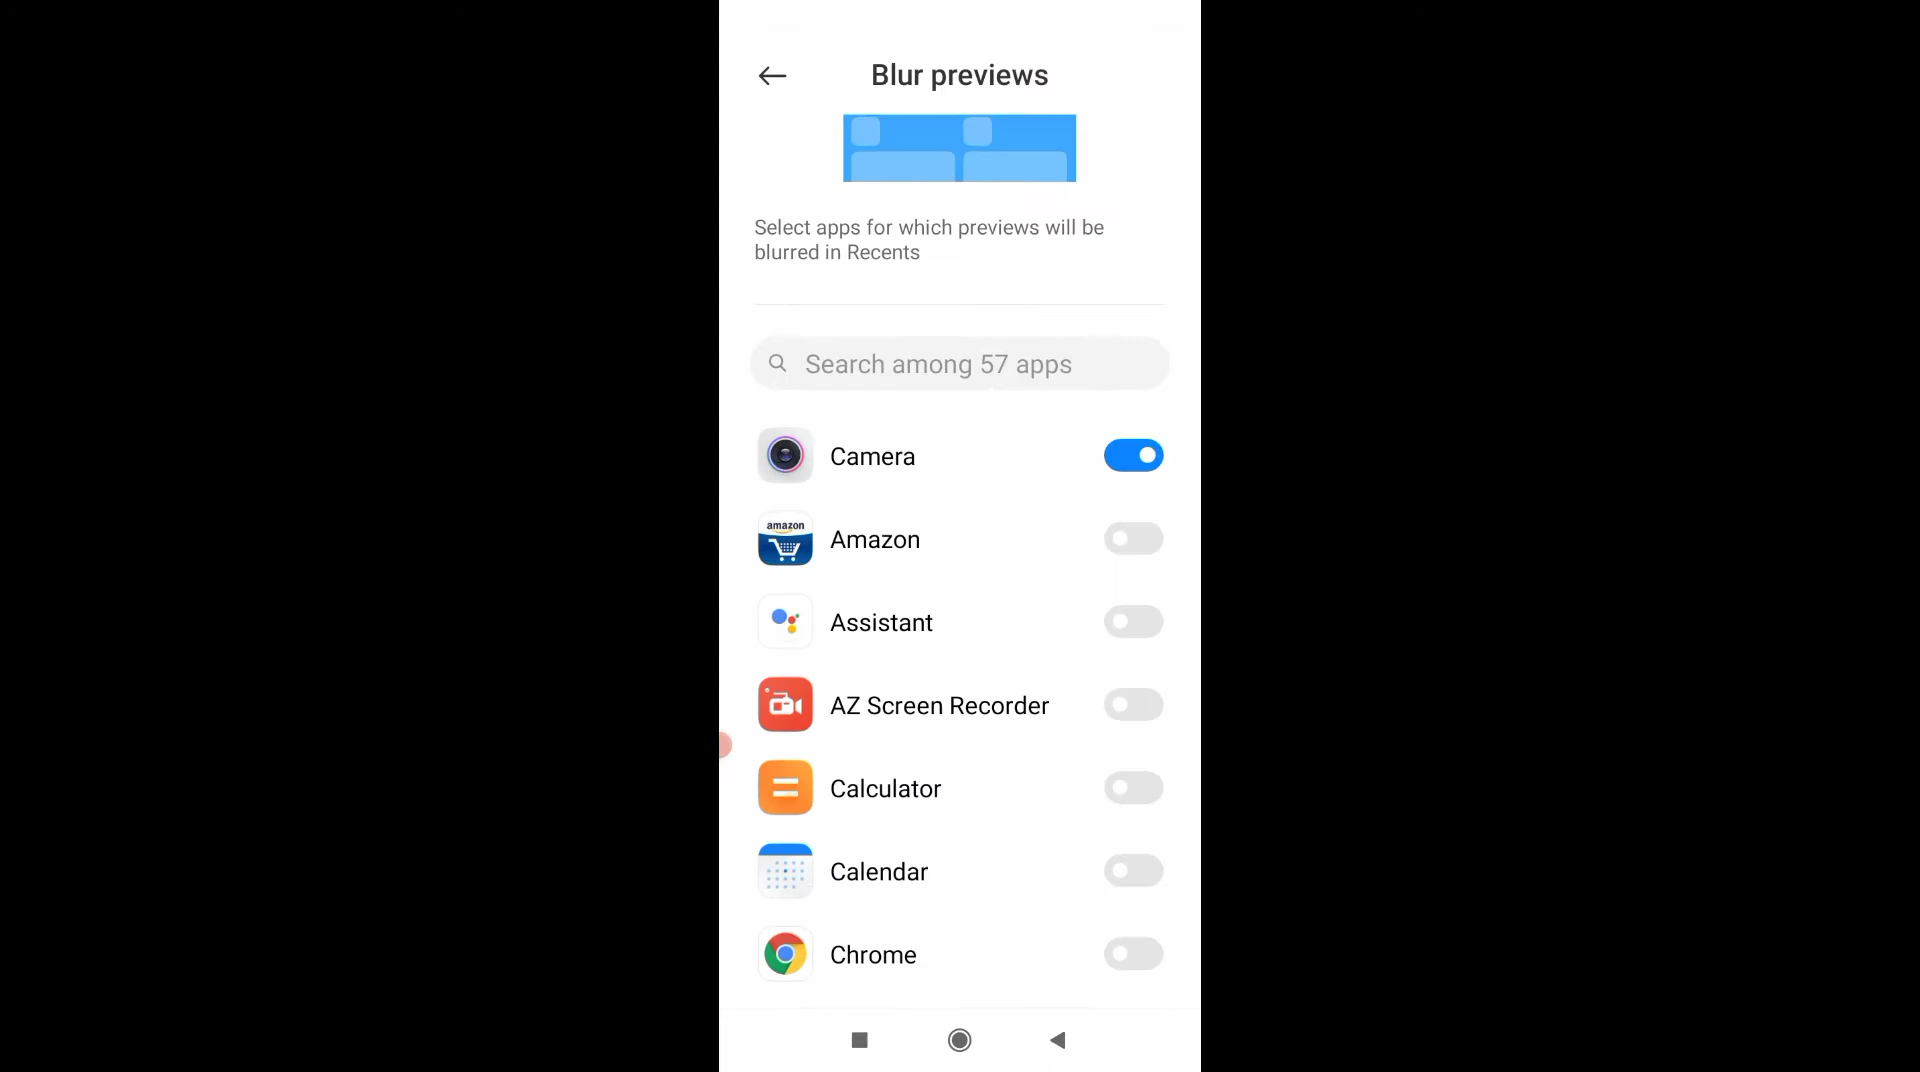 Blur previews
Select apps for which previews will be
blurred in Recents
Search among 57 apps
Camera
amazon
Amazon
Assistant
AZ Screen Recorder
Calculator
Calendar
Chrome